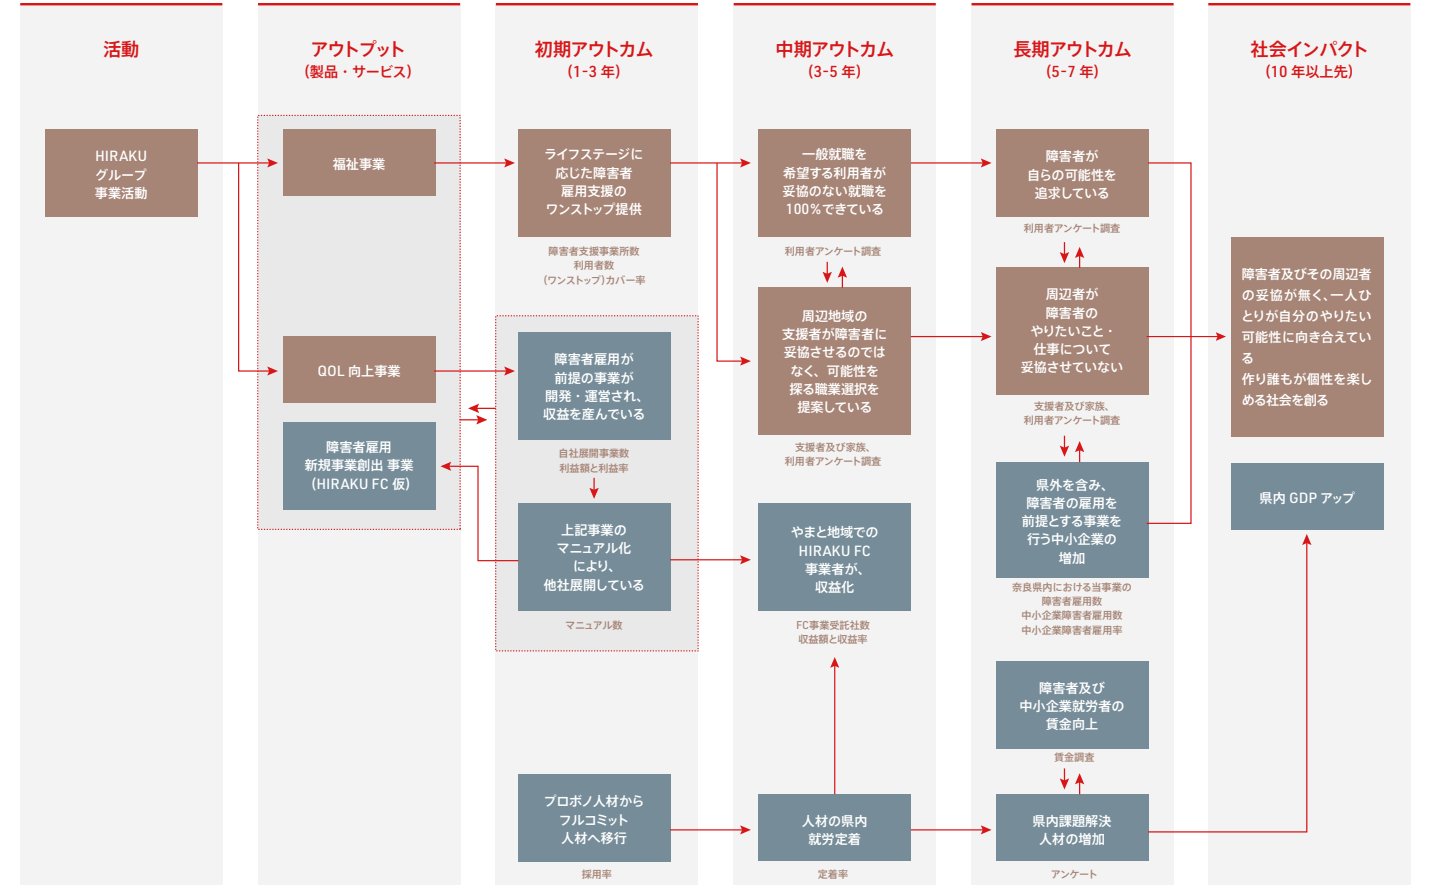 活動
HIRAKU
グループ
事業活動
アウトプット
(製品・サービス)
福祉事業
QOL 向上事業
障害者雇用
新規事業創出 事業
(HIRAKU FC 仮)
初期アウトカム
(1-3 年)
ライフステージに
応じた障害者
雇用支援の
ワンストップ提供
障害者支援事業所数
利用者数
(ワンストップ)カバー率
障害者雇用が
前提の事業が
開発・運営され、
収益を産んでいる
自社展開事業数
利益額と利益率
上記事業の
マニュアル化
により、
他社展開している
マニュアル数
プロボノ人材から
フルコミット
人材へ移行
採用率
中期アウトカム
(3-5 年)
一般就職を
希望する利用者が
妥協のない就職を
100%できている
利用者アンケート調査
周辺地域の
支援者が障害者に
妥協させるのでは
なく、可能性を
探る職業選択を
提案している
支援者及び家族、
利用者アンケート調査
やまと地域での
HIRAKU FC
事業者が、
収益化
FC事業受託社数
収益額と収益率
人材の県内
就労定着
定着率
長期アウトカム
(5-7 年)
障害者が
自らの可能性を
追求している
利用者アンケート調査
周辺者が
障害者の
やりたいこと・
仕事について
妥協させていない
支援者及び家族、
利用者アンケート調査
県外を含み、
障害者の雇用を
前提とする事業を
行う中小企業の
増加
奈良県内における当事業の
障害者雇用数
中小企業障害者雇用数
中小企業障害者雇用率
障害者及び
中小企業就労者の
賃金向上
賃金調査
県内課題解決
人材の増加
アンケート
社会インパクト
(10 年以上先)
障害者及びその周辺者
の妥協が無く、一人ひ
とりが自分のやりたい
可能性に向き合えてい
る
作り誰もが個性を楽し
める社会を創る
県内 GDP アップ